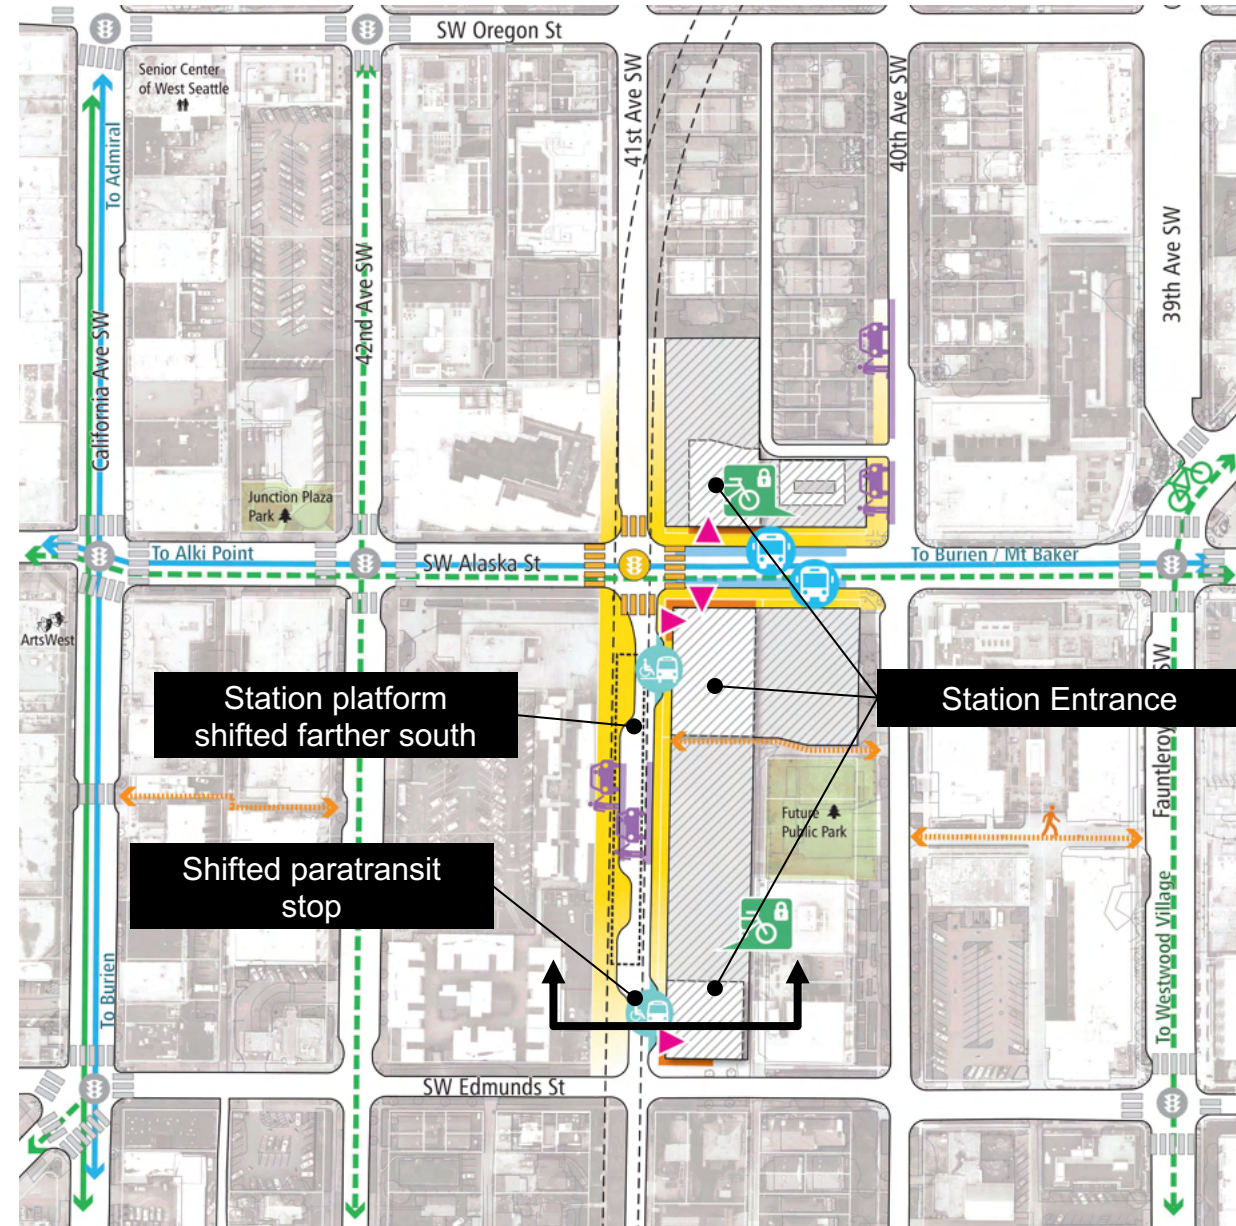 SW Oregon St
Senior Center
of West Seattle
To Admiral
41st Ave SW
40th Ave SW
39th Ave SW
42nd Ave SW
California Ave SW
Junction Plaza
Park
To Alki Point
SW Alaska St
To Burien / Mt Baker
ArtsWest
Station platform
shifted farther south
Station Entrance
Fauntleroy
SW
Future
Public Park
Shifted paratransit
stop
To Burien
To Westwood Village
SW Edmunds St